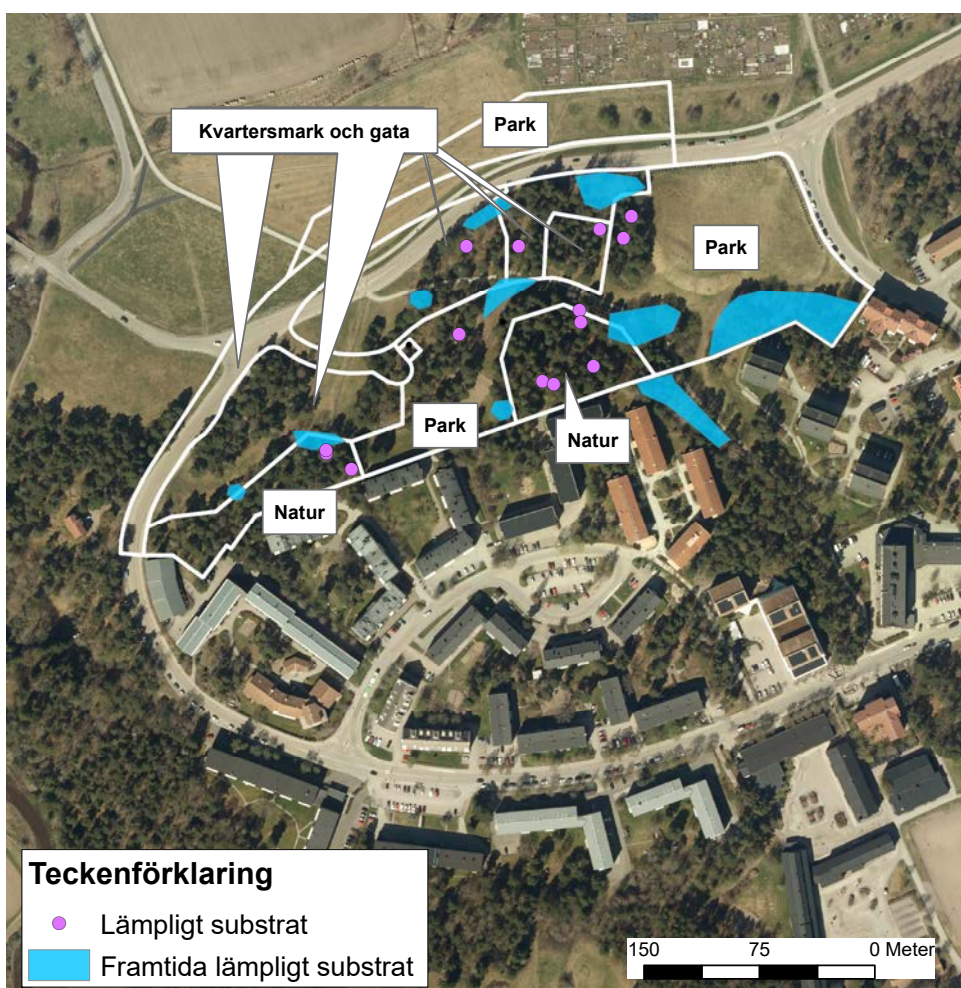 Park
Kvartersmark och gata
Park
Park
Natur
Natur
Teckenförklaring
Lämpligt substrat
Framtida lämpligt substrat
150 75 0 Meter